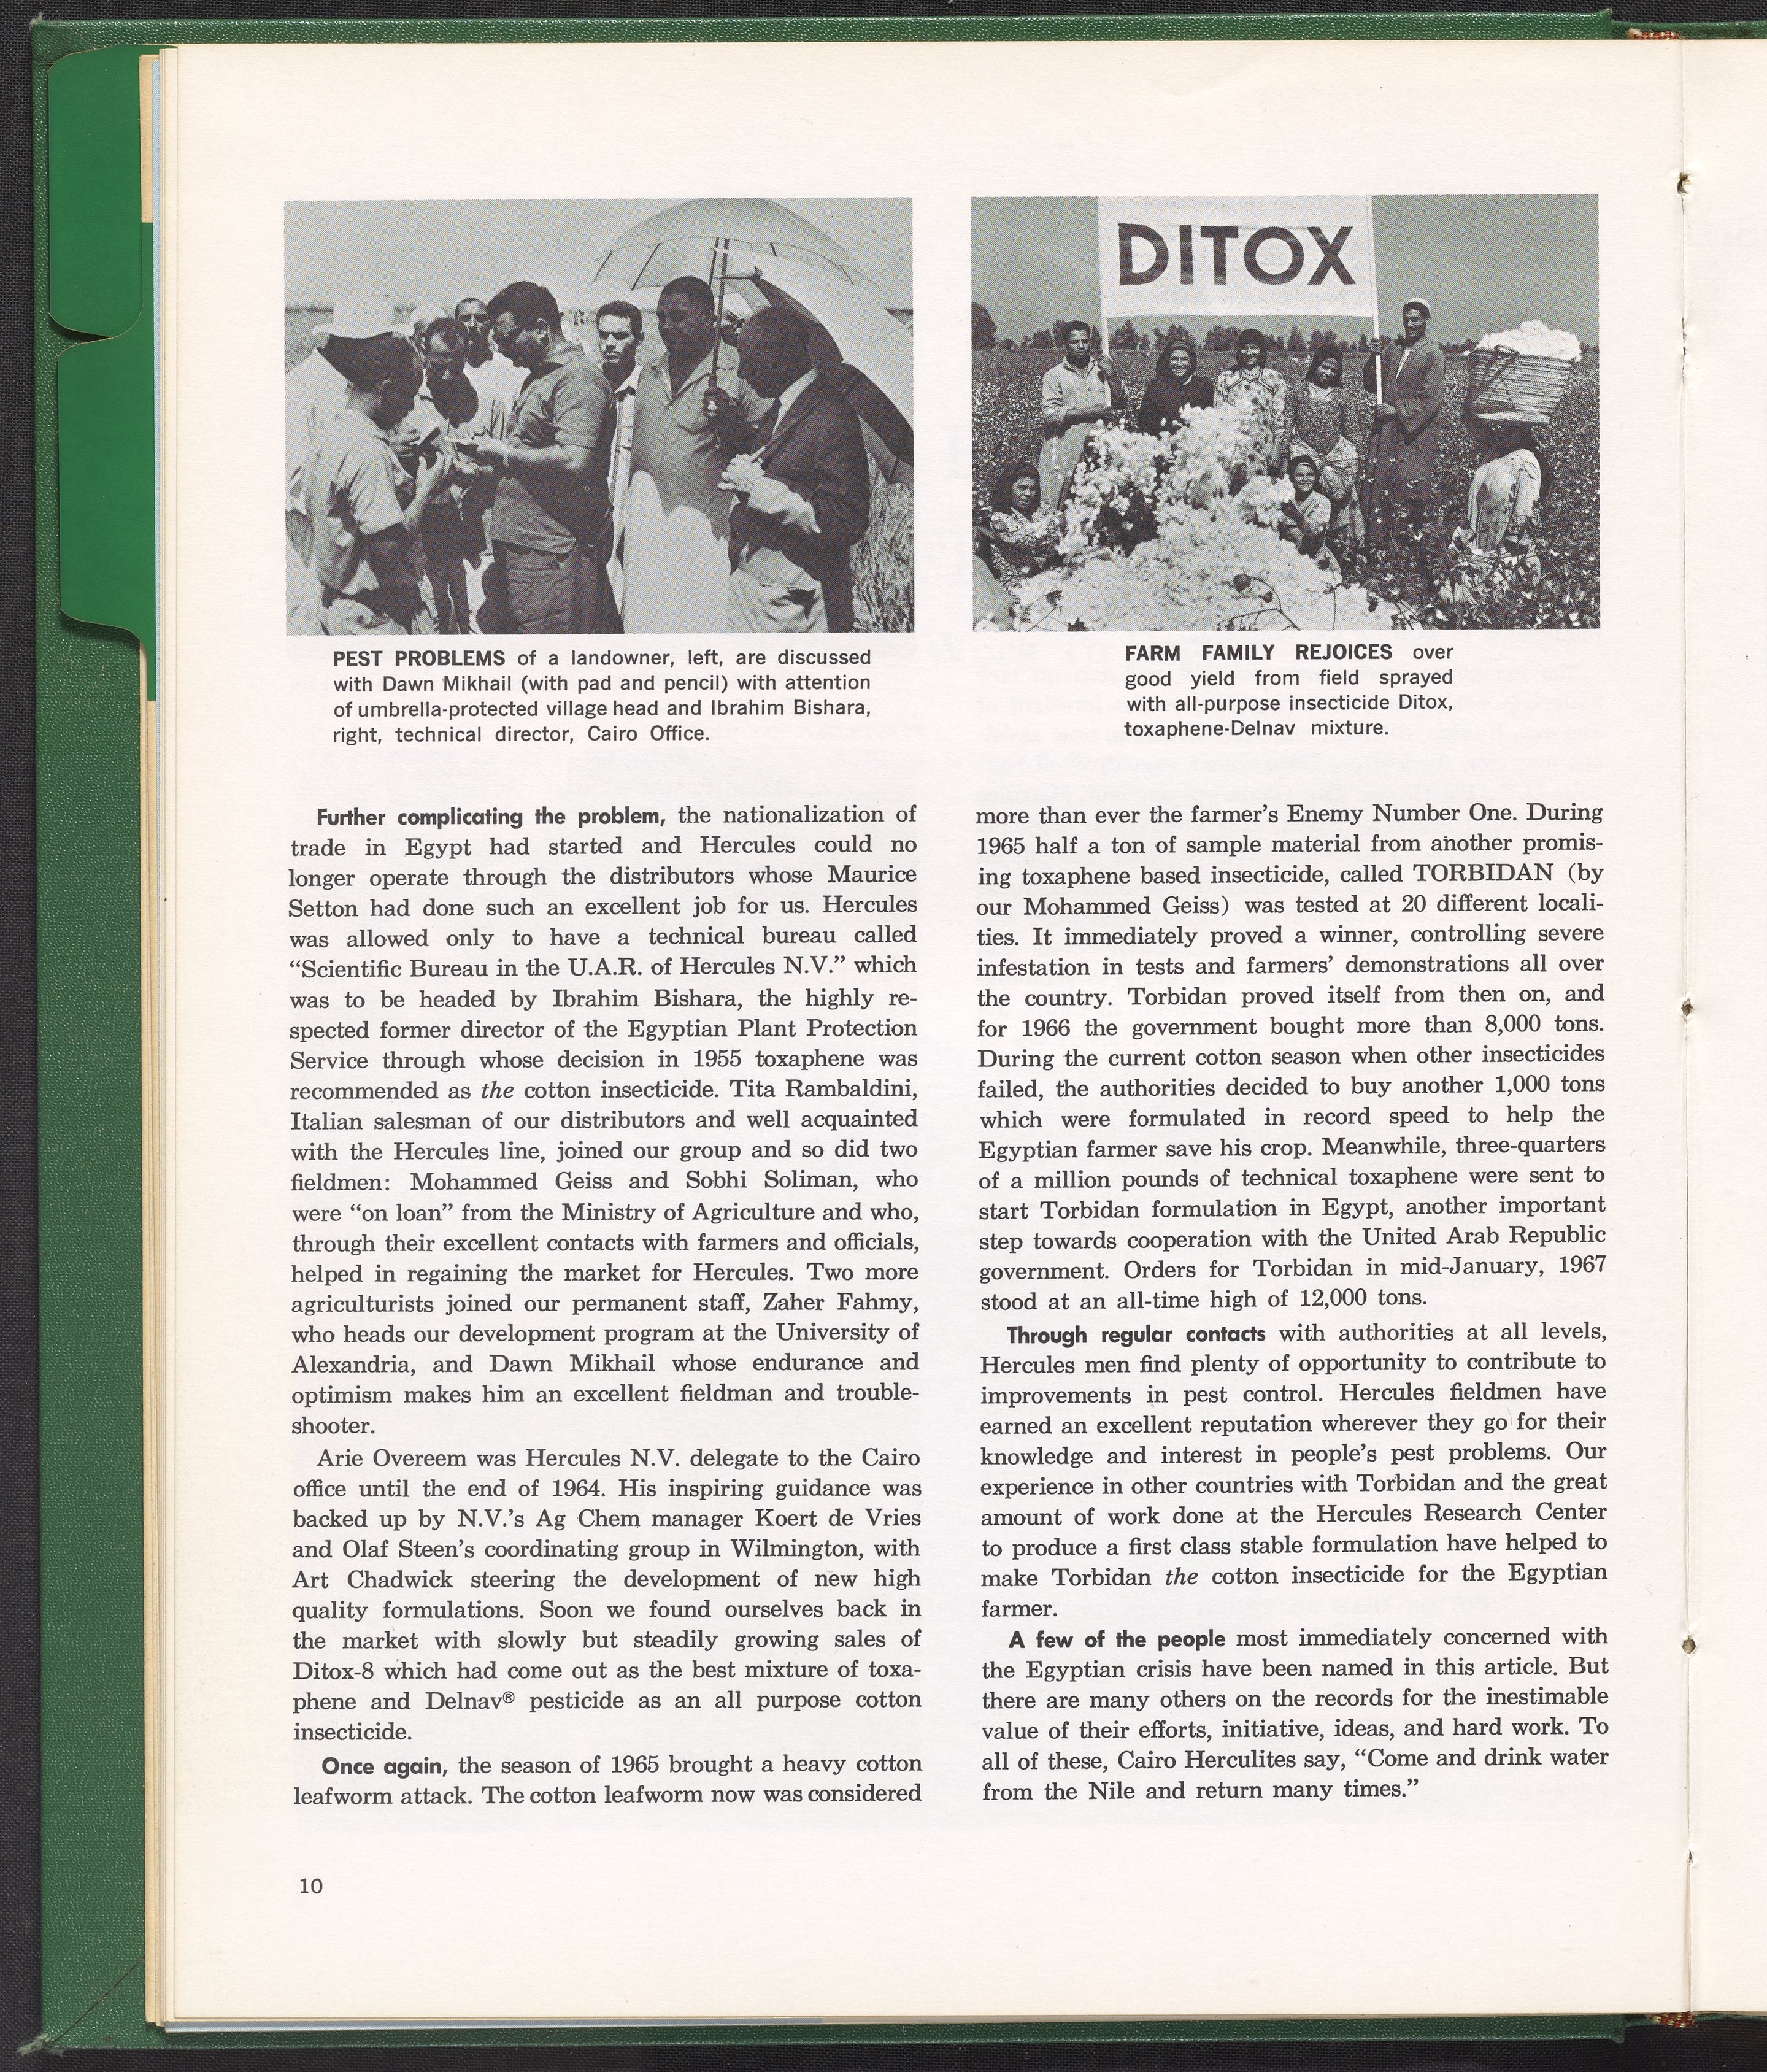 DITOX
PEST PROBLEMS of a landowner, left, are discussed
with Dawn Mikhail (with pad and pencil) with attention
of umbrella-protected village head and Ibrahim Bishara,
right, technical director, Cairo Office.
FARM FAMILY REJOICES over
good yield from field sprayed
with all-purpose insecticide Ditox,
toxaphene-Delnav mixture.
Further complicating the problem, the nationalization of
trade in Egypt had started and Hercules could no
longer operate through the distributors whose Maurice
Setton had done such an excellent job for us. Hercules
was allowed only to have a technical bureau called
“Scientific Bureau in the U.A.R. of Hercules N.V.” which
was to be headed by Ibrahim Bishara, the highly re-
spected former director of the Egyptian Plant Protection
Service through whose decision in 1955 toxaphene was
recommended as the cotton insecticide. Tita Rambaldini,
Italian salesman of our distributors and well acquainted
with the Hercules line, joined our group and so did two
fieldmen: Mohammed Geiss and Sobhi Soliman, who
were “on loan” from the Ministry of Agriculture and who,
through their excellent contacts with farmers and officials,
helped in regaining the market for Hercules. Two more
agriculturists joined our permanent staff, Zaher Fahmy,
who heads our development program at the University of
Alexandria, and Dawn Mikhail whose endurance and
optimism makes him an excellent fieldman and trouble-
shooter.
Arie Overeem was Hercules N.V. delegate to the Cairo
office until the end of 1964. His inspiring guidance was
backed up by N.V.’s Ag Chem manager Koert de Vries
and Olaf Steen’s coordinating group in Wilmington, with
Art Chadwick steering the development of new high
quality formulations. Soon we found ourselves back in
the market with slowly but steadily growing sales of
Ditox-8 which had come out as the best mixture of toxa-
phene and Delnav® pesticide as an all purpose cotton
insecticide.
Once again, the season of 1965 brought a heavy cotton
leafworm attack. The cotton leafworm now was considered
more than ever the farmer’s Enemy Number One. During
1965 half a ton of sample material from another promis-
ing toxaphene based insecticide, called TORBIDAN (by
our Mohammed Geiss) was tested at 20 different locali-
ties. It immediately proved a winner, controlling severe
infestation in tests and farmers’ demonstrations all over
the country. Torbidan proved itself from then on, and
for 1966 the government bought more than 8,000 tons.
During the current cotton season when other insecticides
failed, the authorities decided to buy another 1,000 tons
which were formulated in record speed to help the
Egyptian farmer save his crop. Meanwhile, three-quarters
of a million pounds of technical toxaphene were sent to
start Torbidan formulation in Egypt, another important
step towards cooperation with the United Arab Republic
government. Orders for Torbidan in mid-January, 1967
stood at an all-time high of 12,000 tons.
Through regular contacts with authorities at all levels,
Hercules men find plenty of opportunity to contribute to
improvements in pest control. Hercules fieldmen have
earned an excellent reputation wherever they go for their
knowledge and interest in people’s pest problems. Our
experience in other countries with Torbidan and the great
amount of work done at the Hercules Research Center
to produce a first class stable formulation have helped to
make Torbidan the cotton insecticide for the Egyptian
farmer.
A few of the people most immediately concerned with
the Egyptian crisis have been named in this article. But
there are many others on the records for the inestimable
value of their efforts, initiative, ideas, and hard work. To
all of these, Cairo Herculites say, “Come and drink water
from the Nile and return many times.”
10